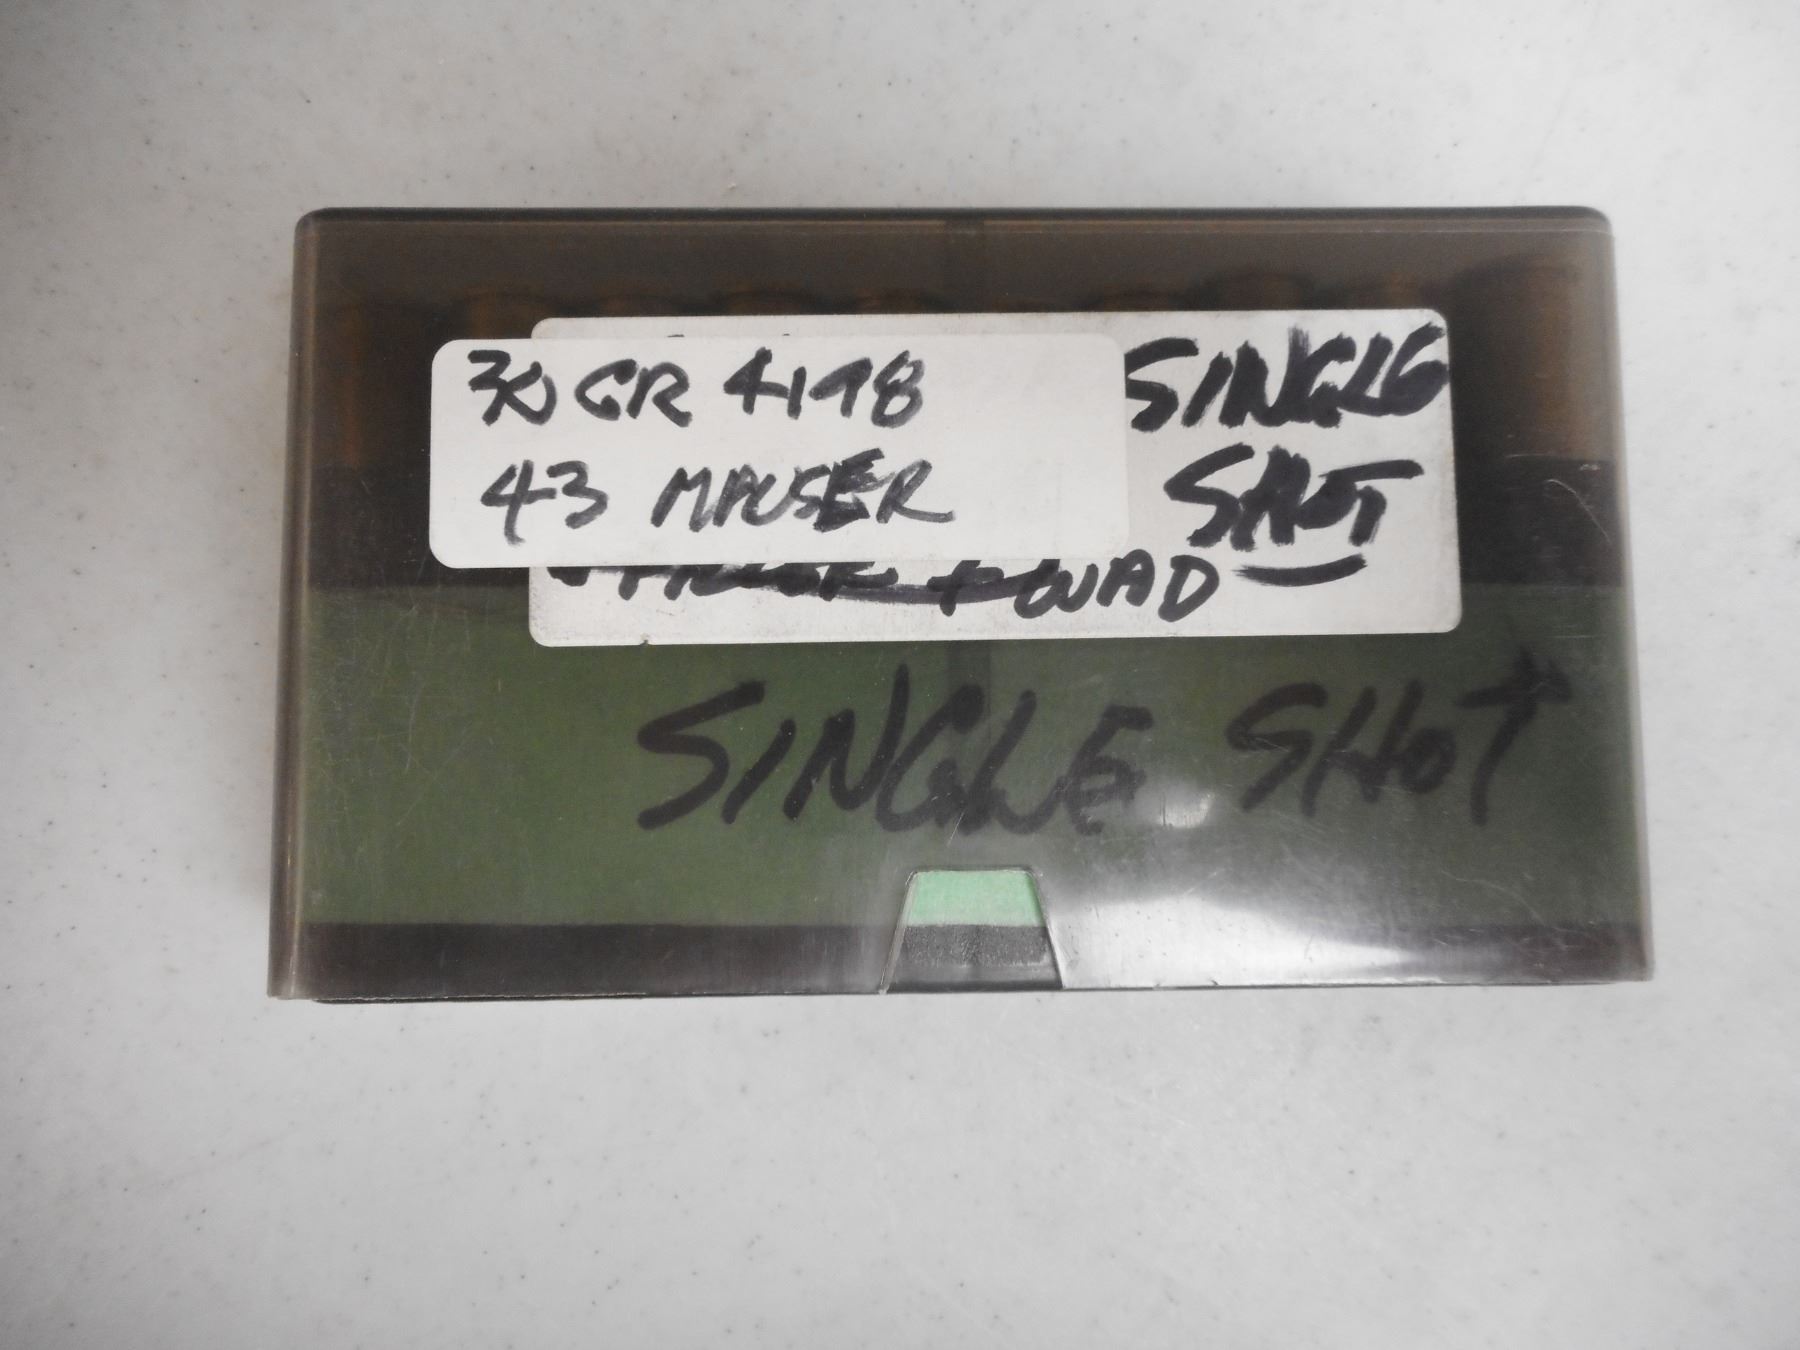 30 GR 4198
43 MAUSER
SINGLE
SHOT
+ WAD
SINGLE SHOT